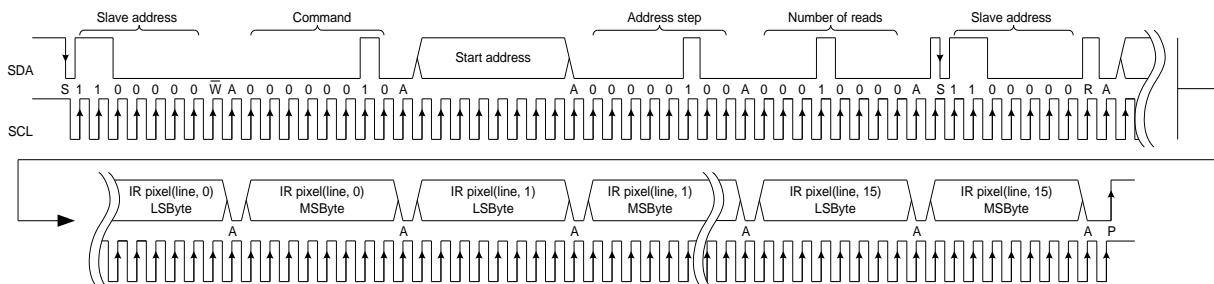 Slave address Command Address step Number of reads Slave address
SDA Start address
S 1 1 0 0 0 0 0 W̅ A 0 0 0 0 0 0 1 0 A A 0 0 0 0 0 1 0 0 A 0 0 0 1 0 0 0 0 A S 1 1 0 0 0 0 0 R A
SCL
IR pixel(line, 0) IR pixel(line, 0) IR pixel(line, 1) IR pixel(line, 1) IR pixel(line, 15) IR pixel(line, 15)
LSByte MSByte LSByte MSByte LSByte MSByte
A A A A A A P